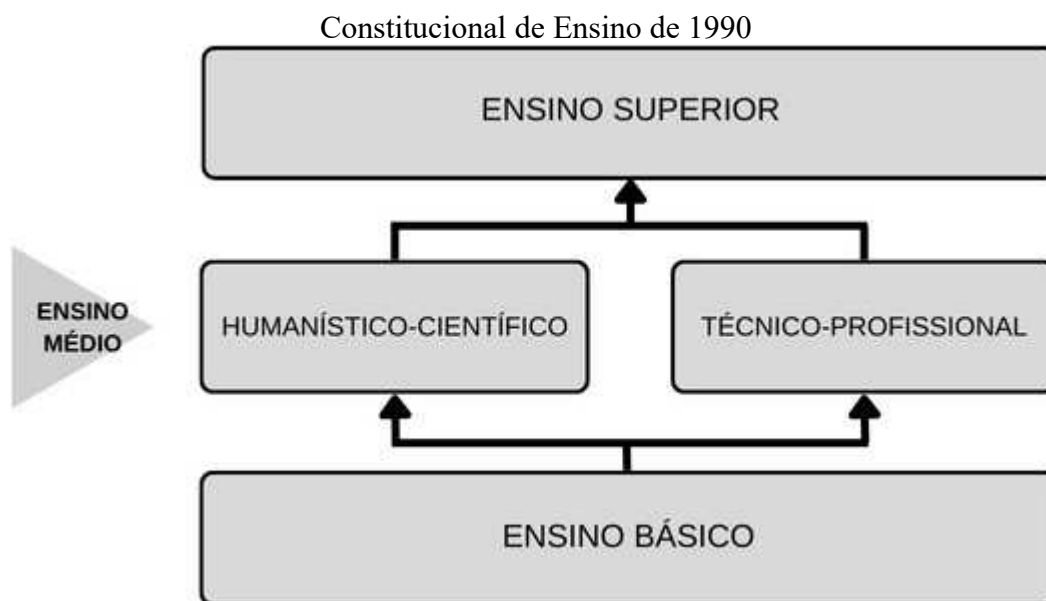 Constitucional de Ensino de 1990
ENSINO SUPERIOR
ENSINO
MÉDIO
HUMANÍSTICO-CIENTÍFICO
TÉCNICO-PROFISSIONAL
ENSINO BÁSICO